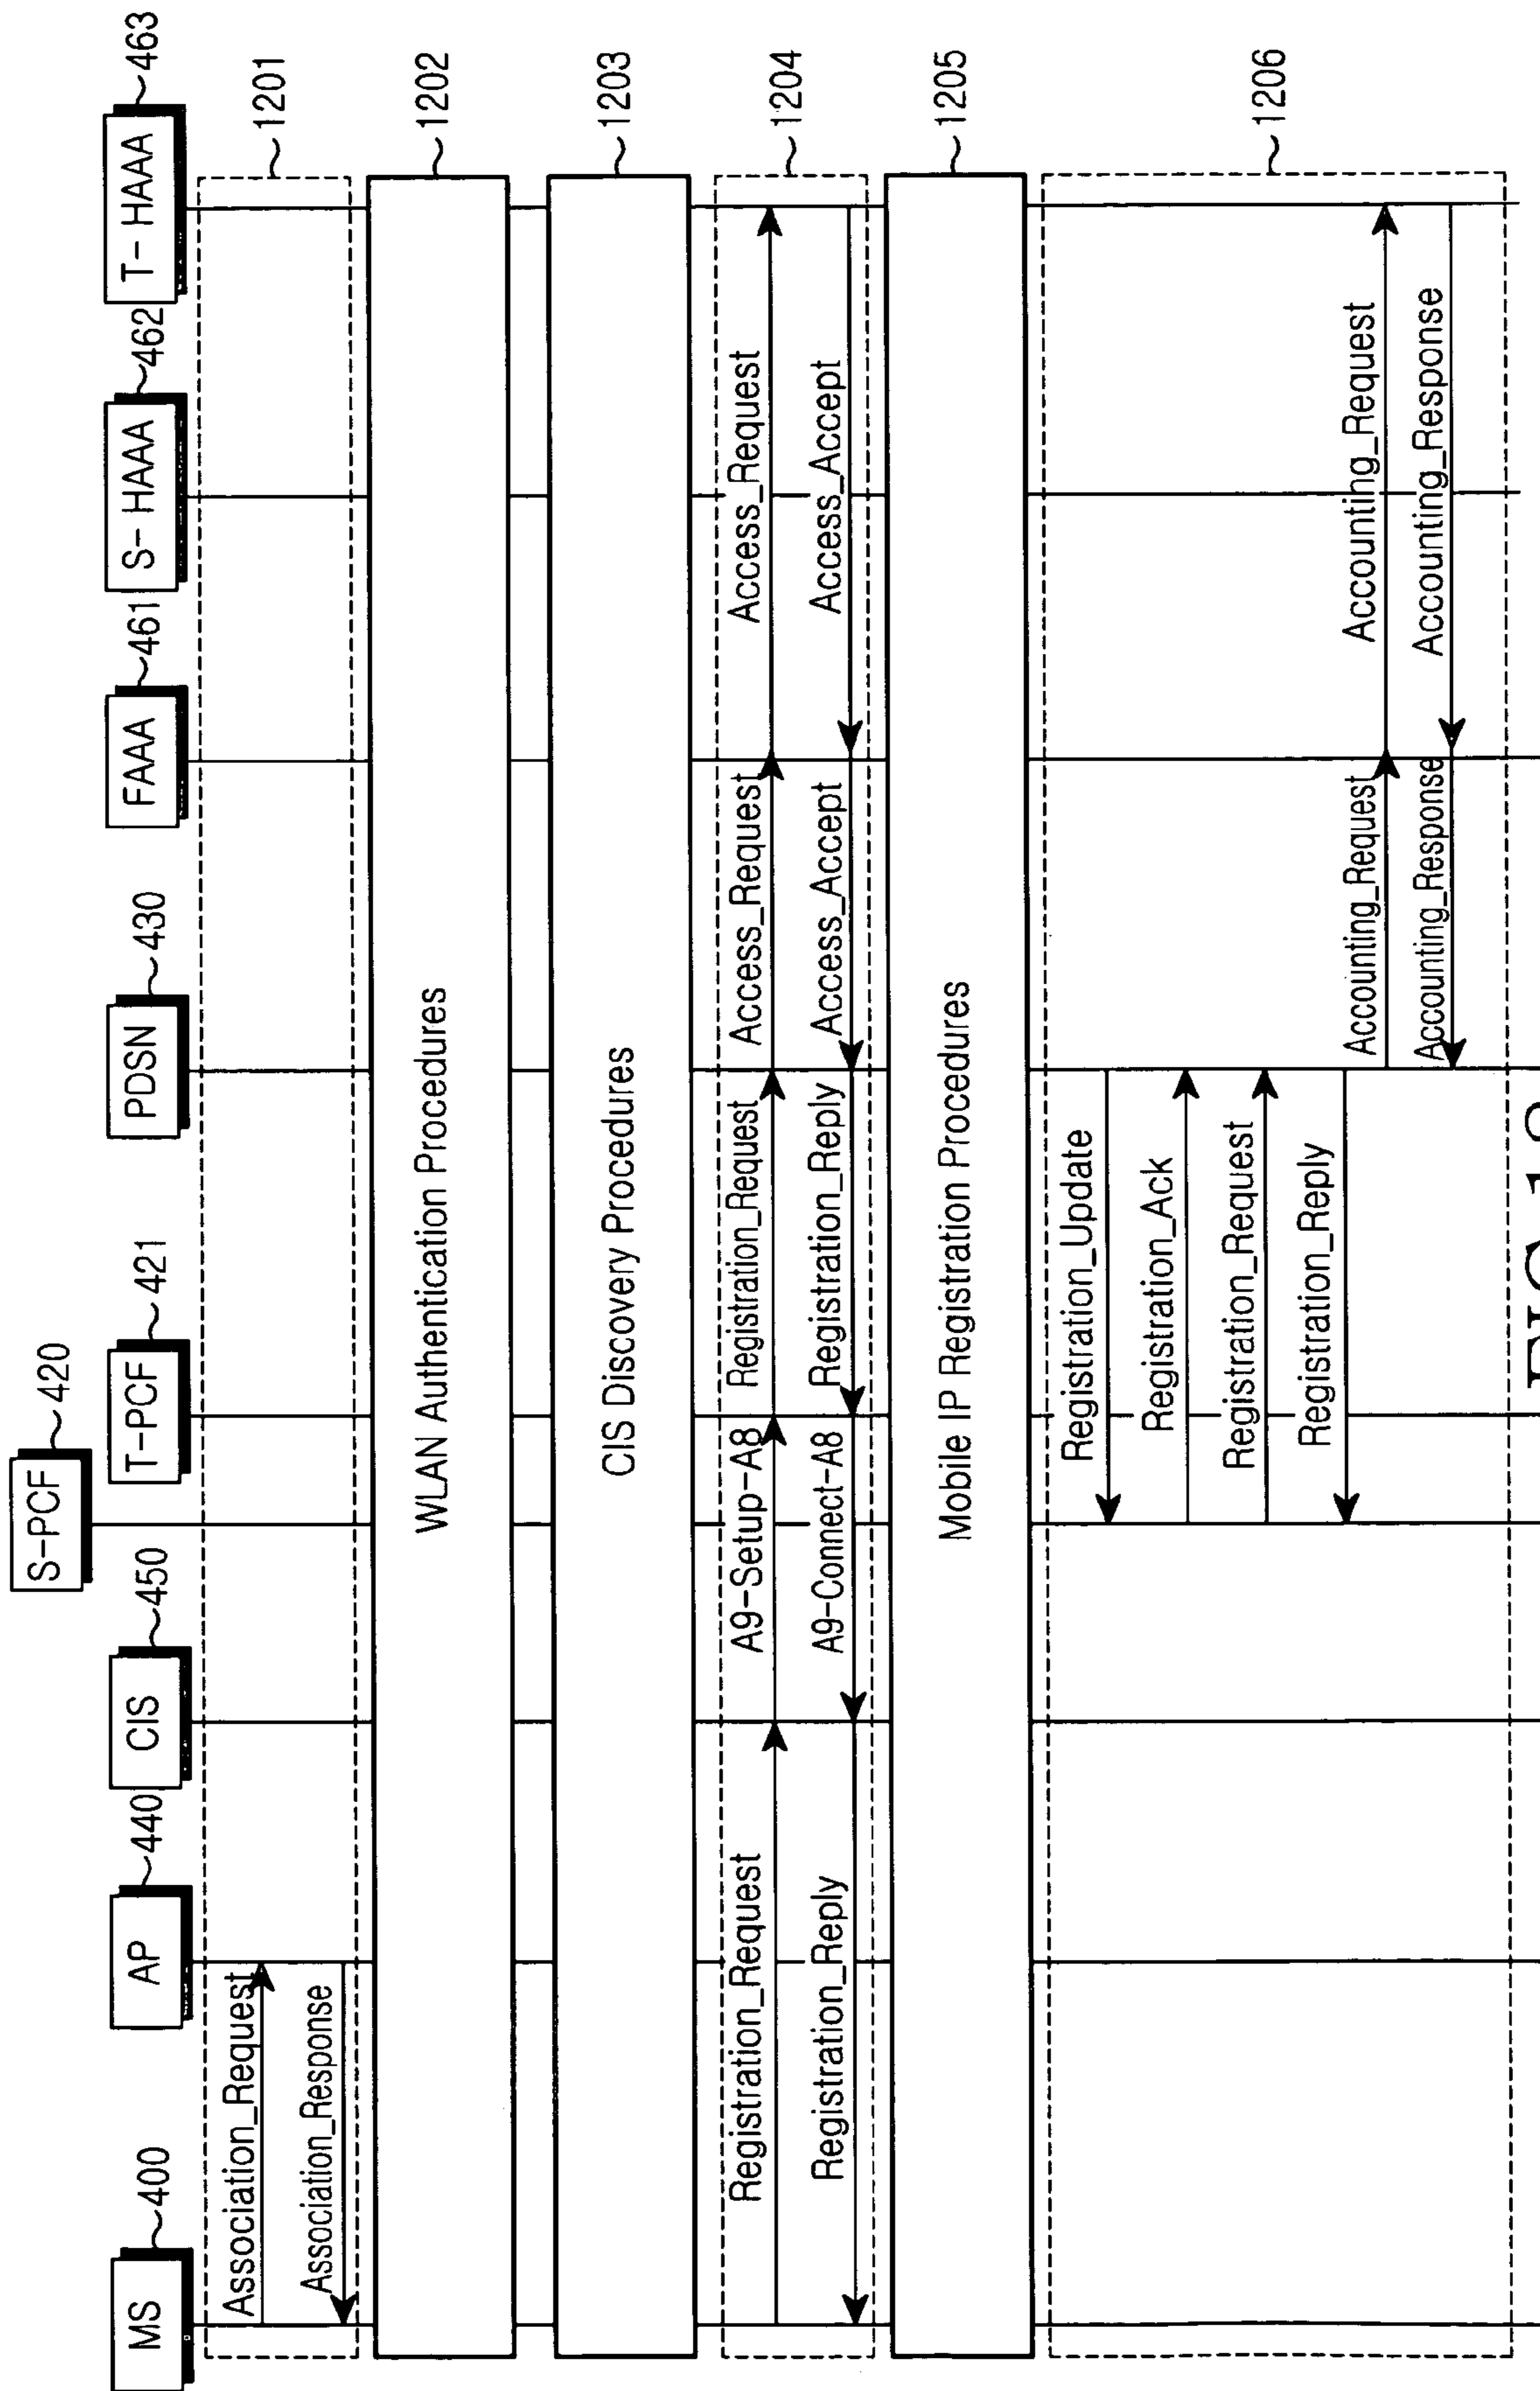 MS
400
AP
440
CIS
450
S-PCF
420
T-PCF
421
PDSN
430
FAAA
461
S-HAAA
462
T-HAAA
463
Association_Request
Association_Response
1201
WLAN Authentication Procedures
1202
CIS Discovery Procedures
1203
Registration_Request
A9-Setup-A8
Registration_Request
Access_Request
Access_Request
Registration_Reply
A9-Connect-A8
Registration_Reply
Access_Accept
Access_Accept
1204
Mobile IP Registration Procedures
1205
Registration_Update
Registration_Ack
Registration_Request
Registration_Reply
Accounting_Request
Accounting_Request
Accounting_Response
Accounting_Response
1206